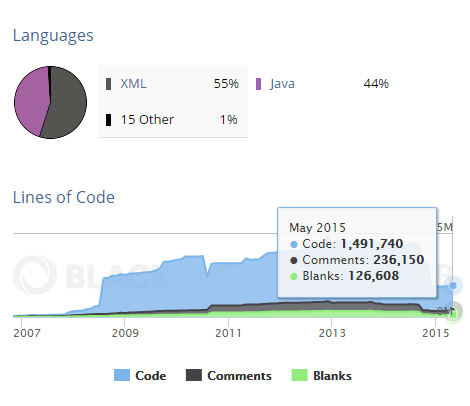 Languages
XML 55% Java 44%
15 Other 1%
Lines of Code
May 2015
Code: 1,491,740
Comments: 236,150
Blanks: 126,608
5M
0M
2007 2009 2011 2013 2015
Code Comments Blanks